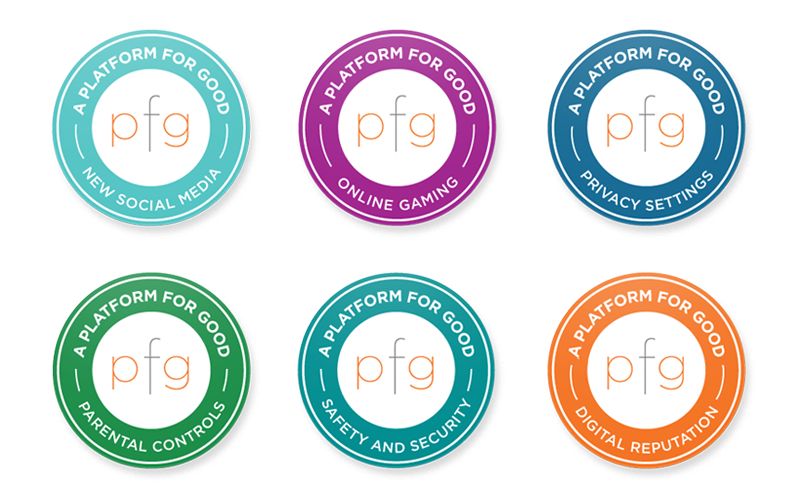 A PLATFORM FOR GOOD
pfg
NEW SOCIAL MEDIA
A PLATFORM FOR GOOD
pfg
ONLINE GAMING
A PLATFORM FOR GOOD
pfg
PRIVACY SETTINGS
A PLATFORM FOR GOOD
pfg
PARENTAL CONTROLS
A PLATFORM FOR GOOD
pfg
SAFETY AND SECURITY
A PLATFORM FOR GOOD
pfg
DIGITAL REPUTATION